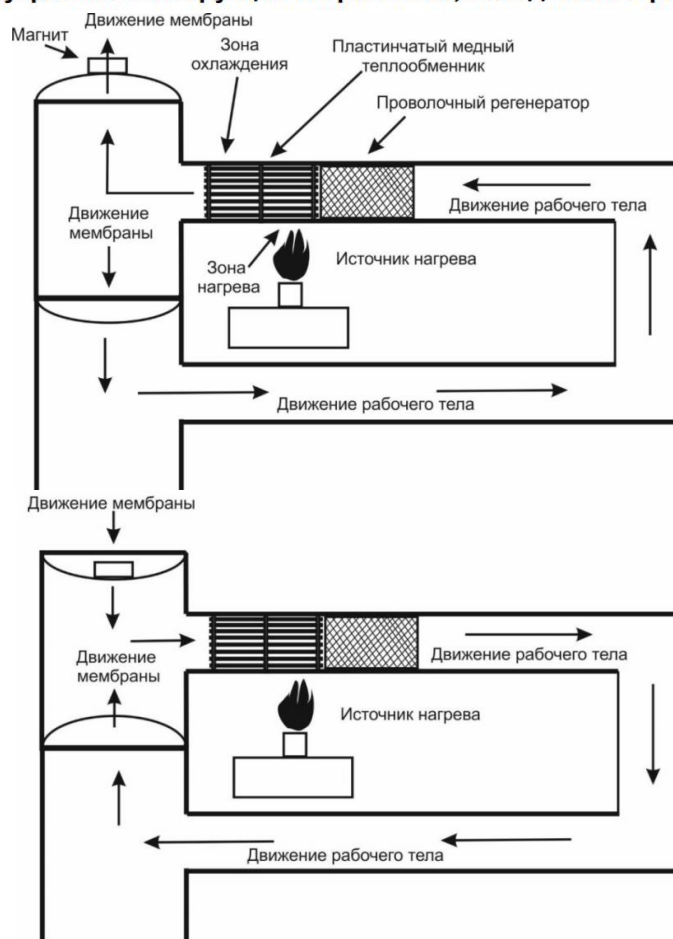 Движение мембраны
Магнит
Зона
охлаждения
Пластинчатый медный
теплообменник
Проволочный регенератор
Движение рабочего тела
Движение
мембраны
Зона
нагрева
Источник нагрева
Движение рабочего тела
Движение мембраны
Движение
мембраны
Движение рабочего тела
Источник нагрева
Движение рабочего тела